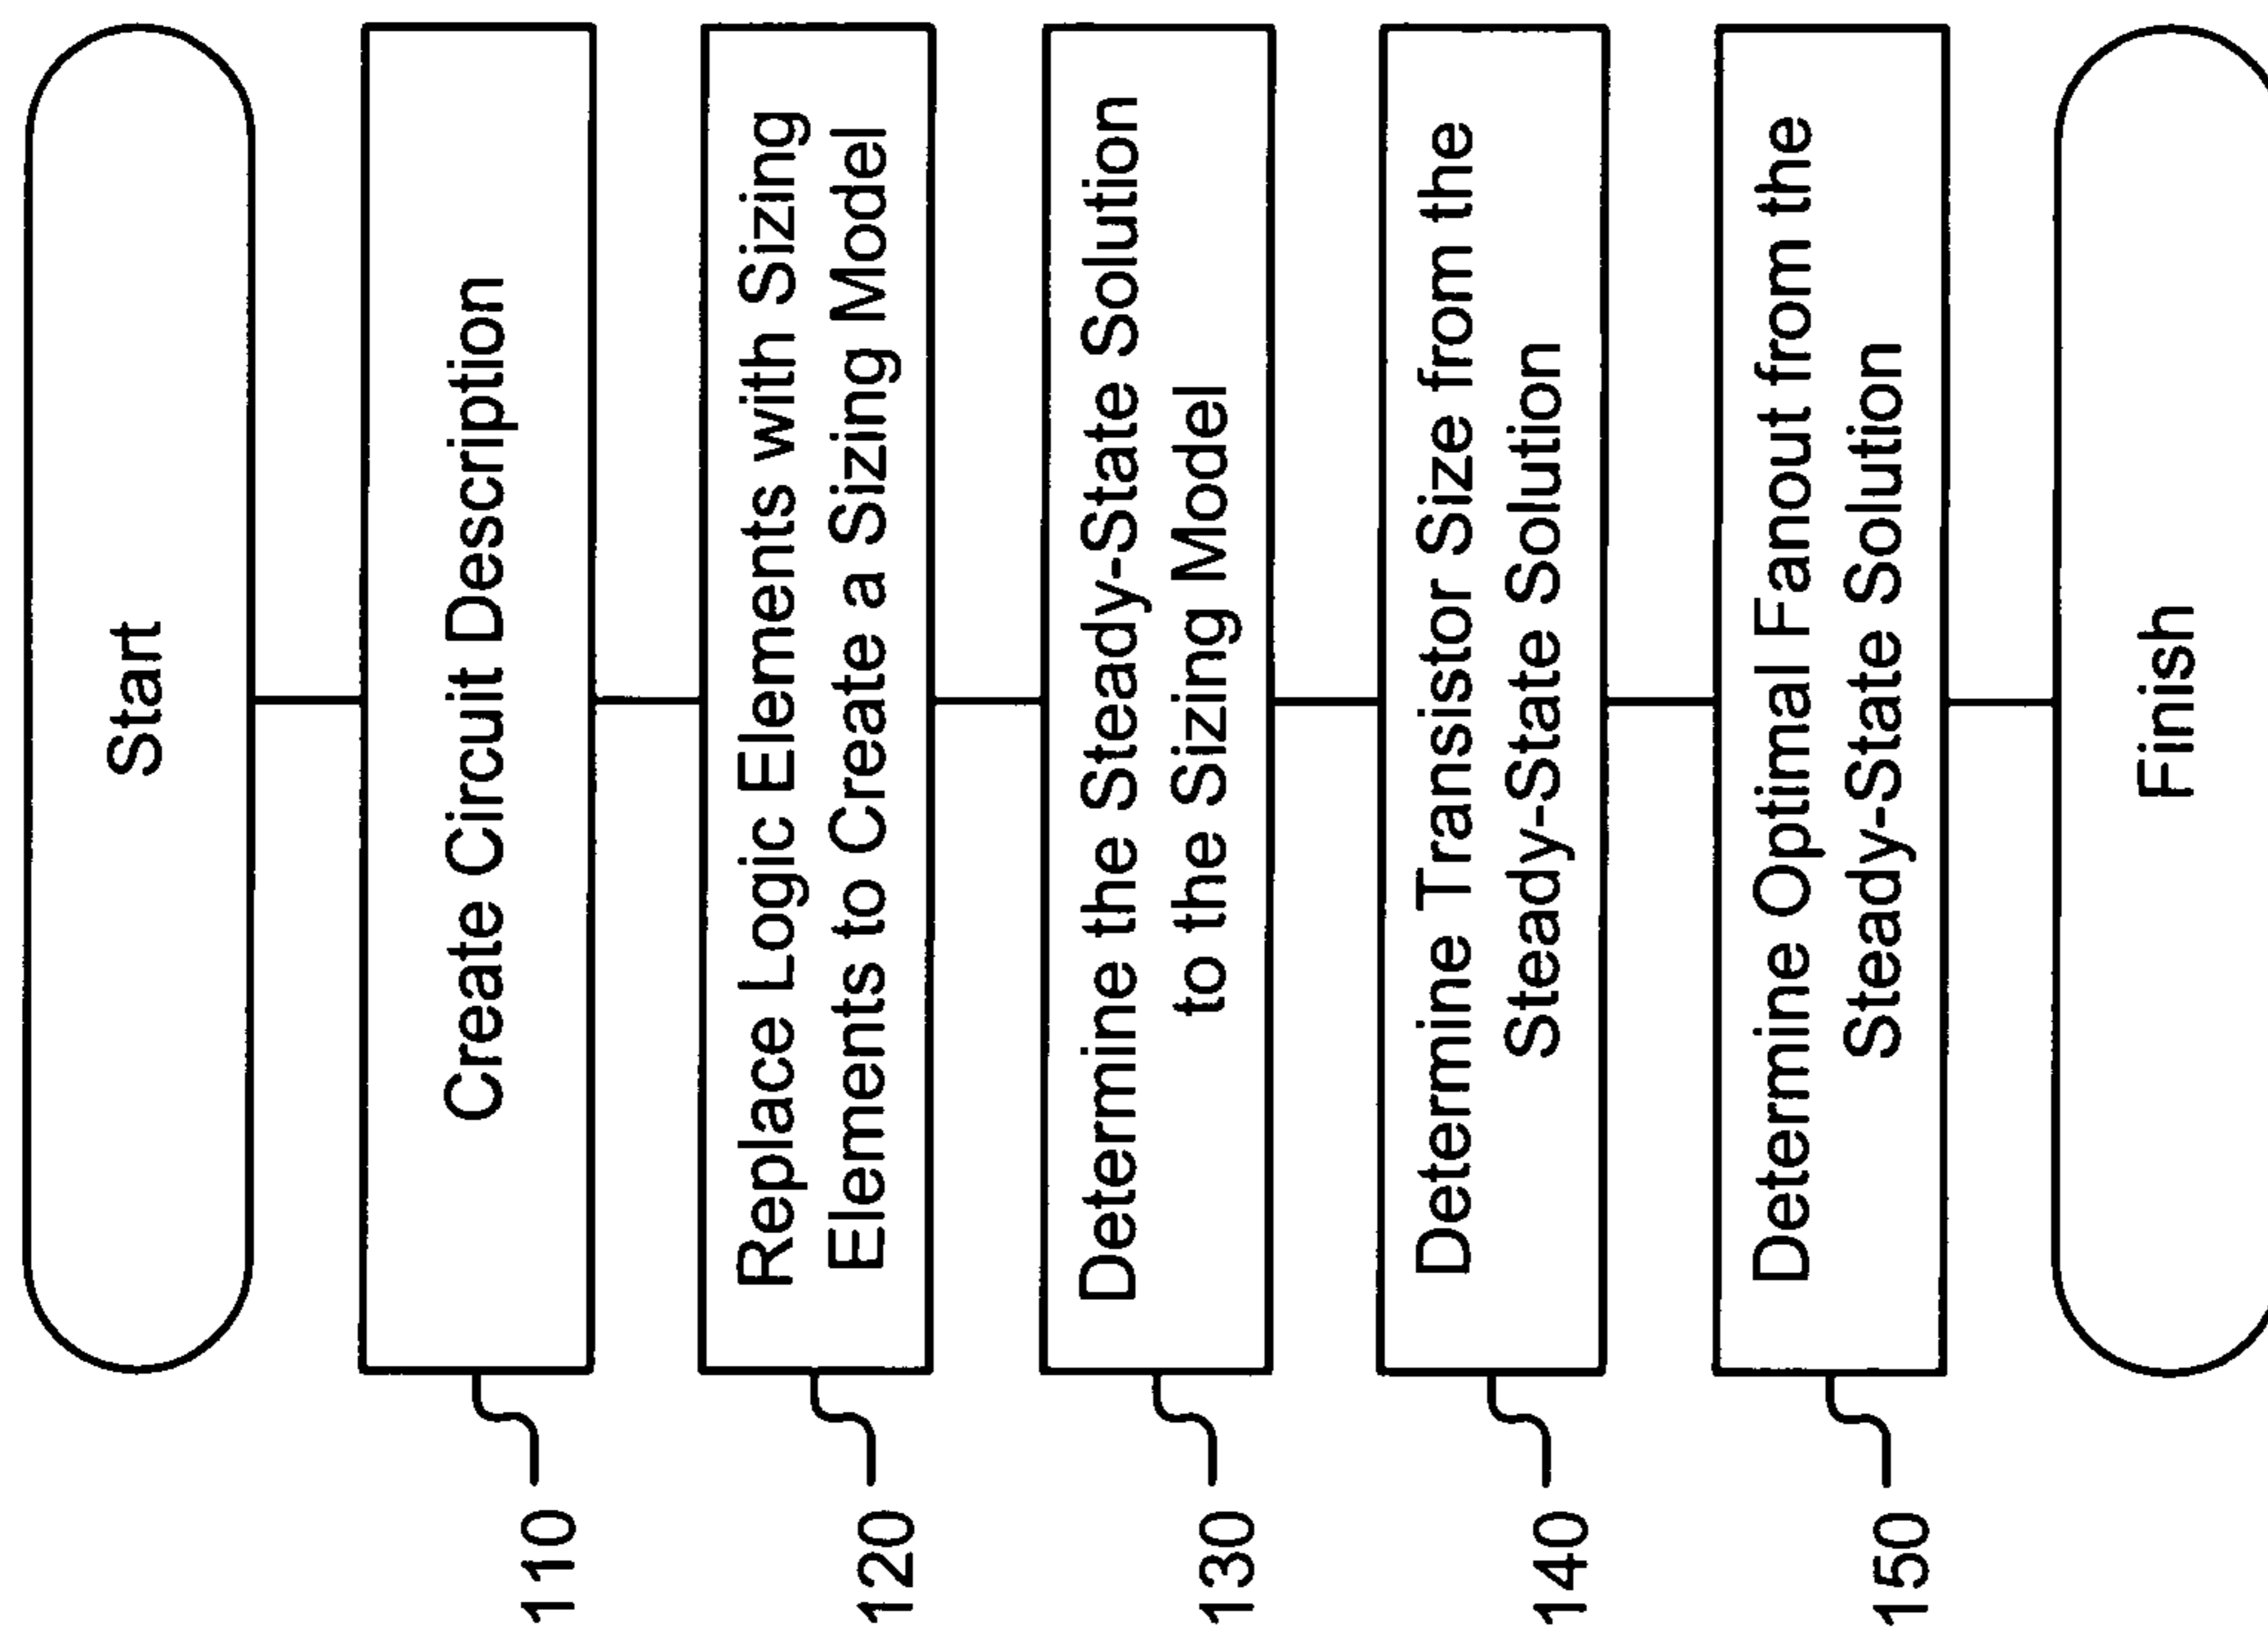 Start
110
Create Circuit Description
120
Replace Logic Elements with Sizing
Elements to Create a Sizing Model
130
Determine the Steady-State Solution
to the Sizing Model
140
Determine Transistor Size from the
Steady-State Solution
150
Determine Optimal Fanout from the
Steady-State Solution
Finish